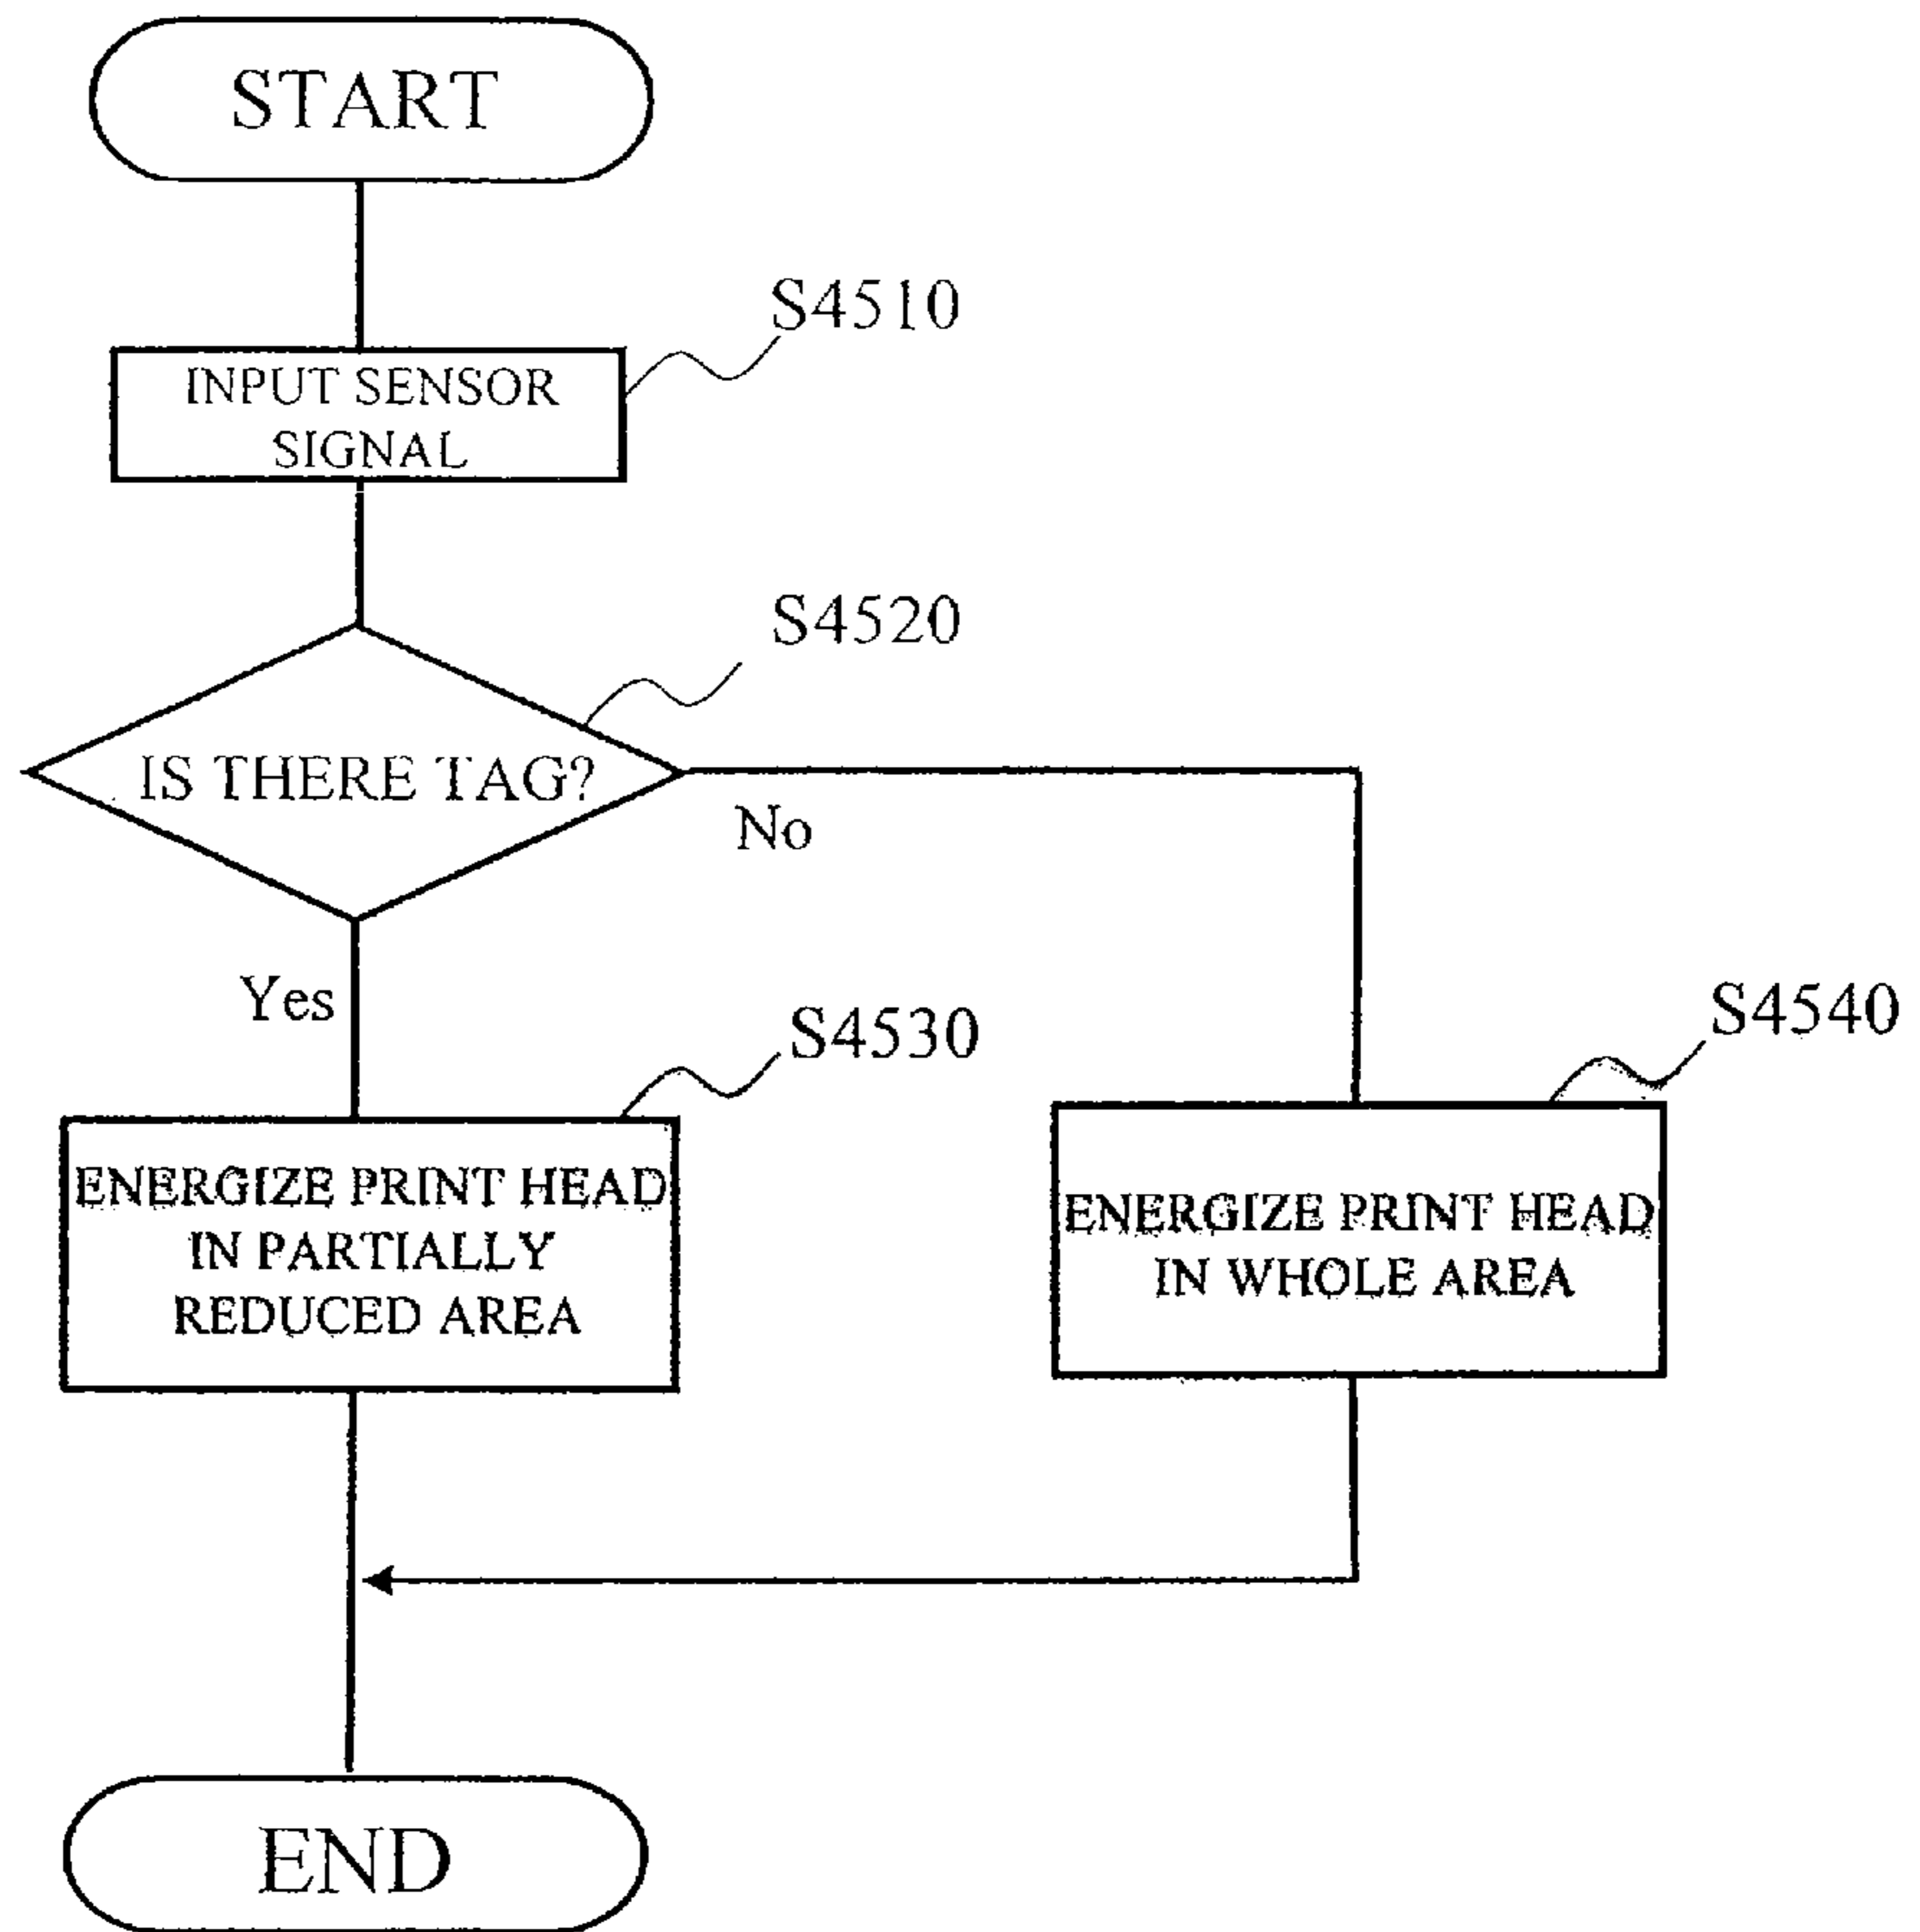 START
S4510
INPUT SENSOR
SIGNAL
S4520
IS THERE TAG?
No
Yes
S4530
S4540
ENERGIZE PRINT HEAD
IN PARTIALLY
REDUCED AREA
ENERGIZE PRINT HEAD
IN WHOLE AREA
END